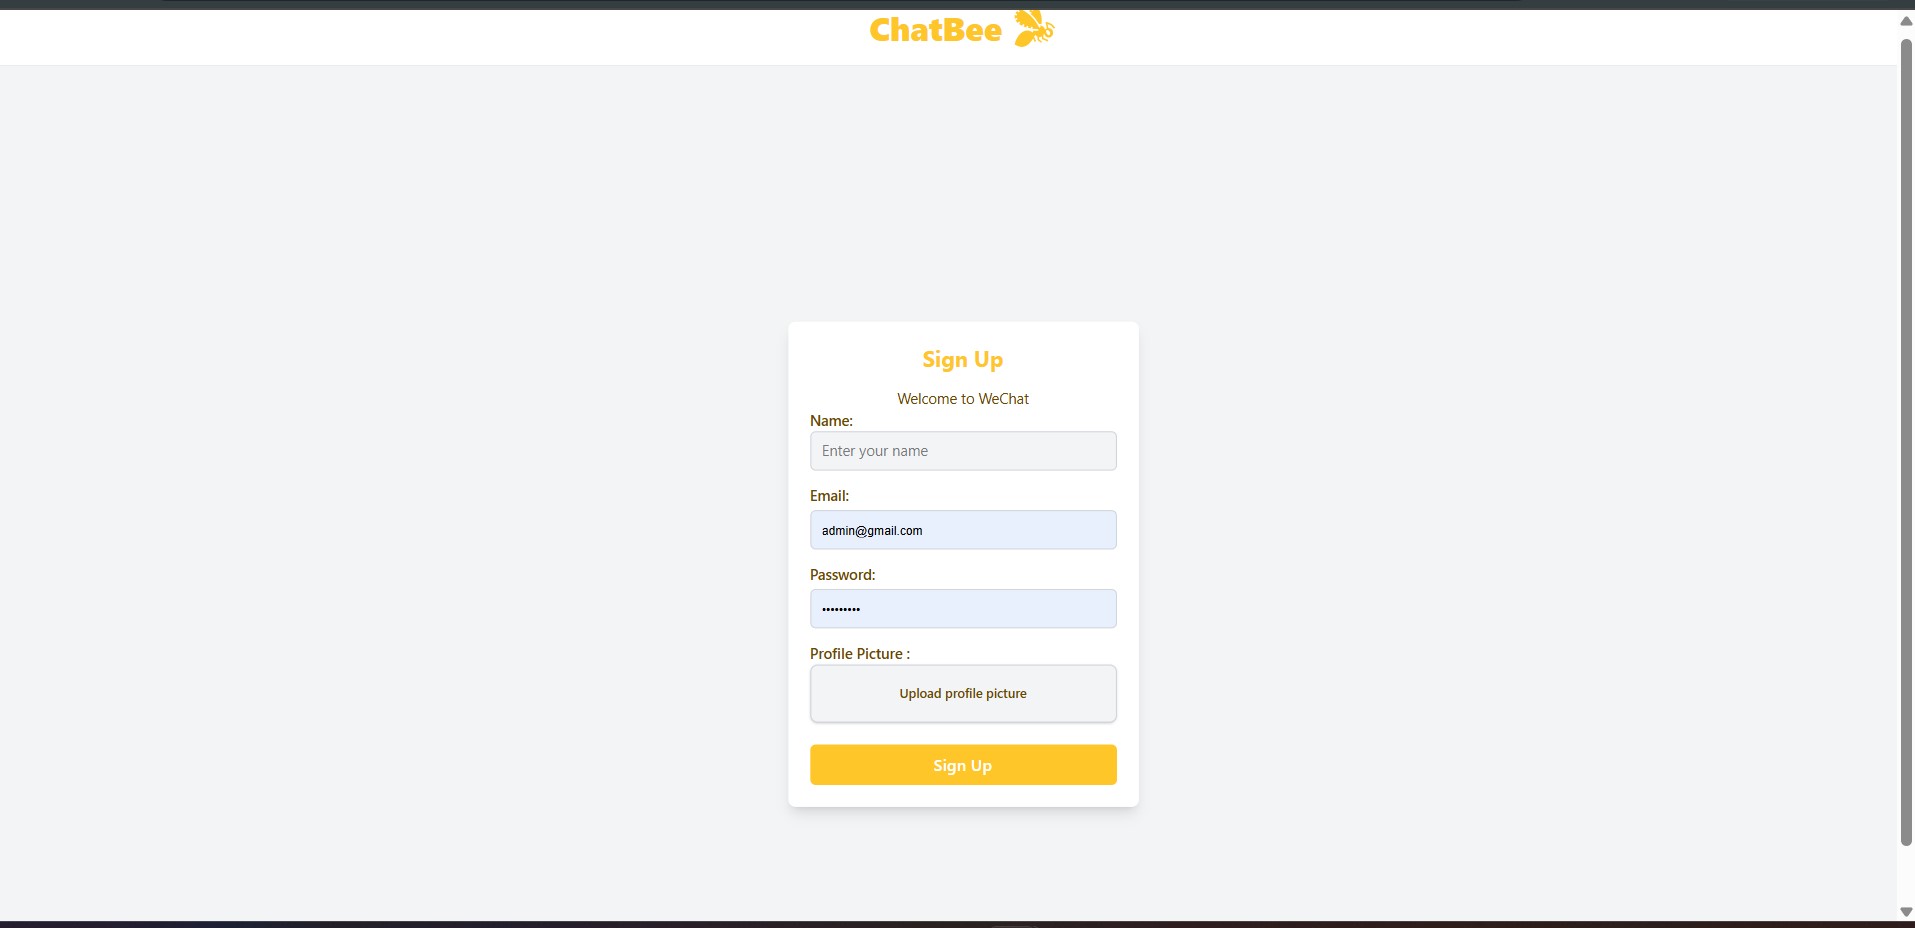 ChatBee
Sign Up
Welcome to WeChat
Name:
Enter your name
Email:
admin@gmail.com
Password:
•••••••••
Profile Picture :
Upload profile picture
Sign Up